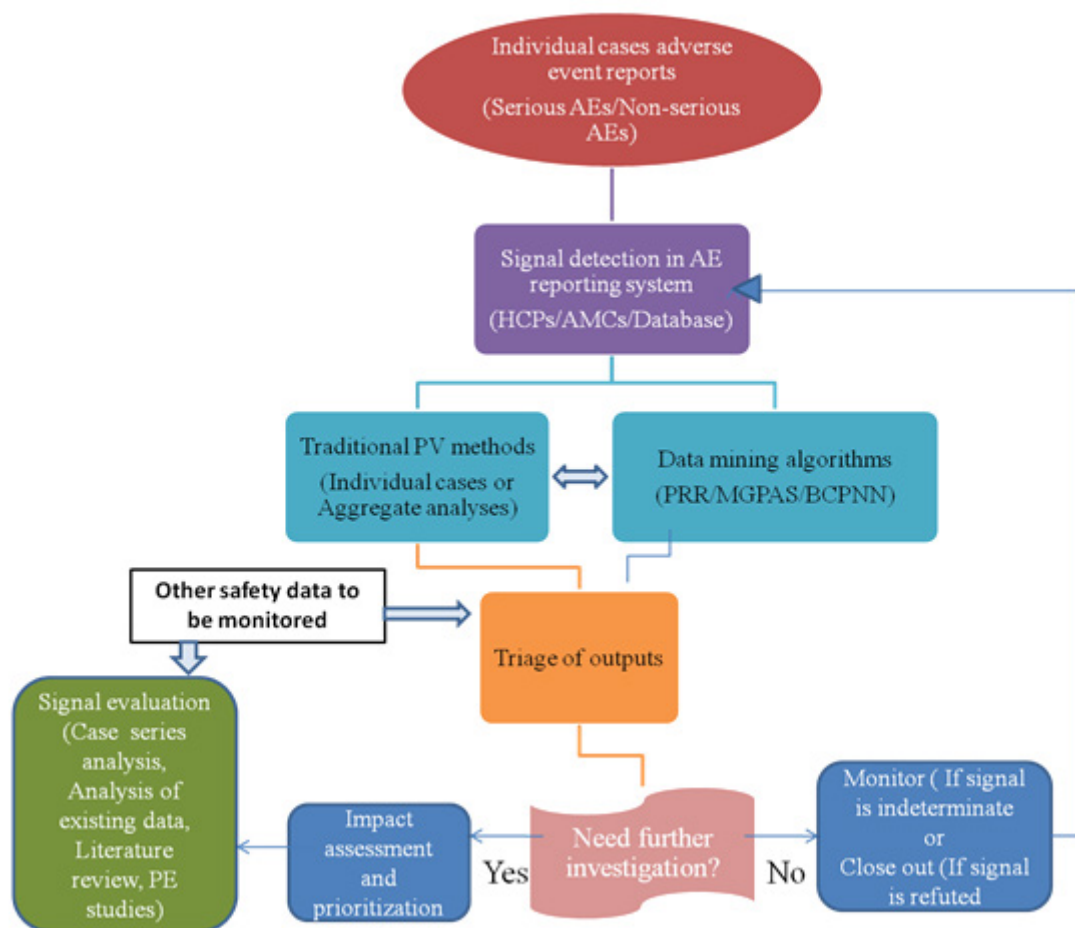 Individual cases adverse
event reports
(Serious AEs/Non-serious
AEs)
Signal detection in AE
reporting system
(HCPs/AMCs/Database)
Traditional PV methods
(Individual cases or
Aggregate analyses)
Data mining algorithms
(PRR/MGPAS/BCPNN)
Other safety data to
be monitored
Triage of outputs
Signal evaluation
(Case series
analysis,
Analysis of
existing data,
Literature
review, PE
studies)
Impact
assessment
and
prioritization
Yes
Need further
investigation?
No
Monitor ( If signal
is indeterminate
or
Close out (If signal
is refuted